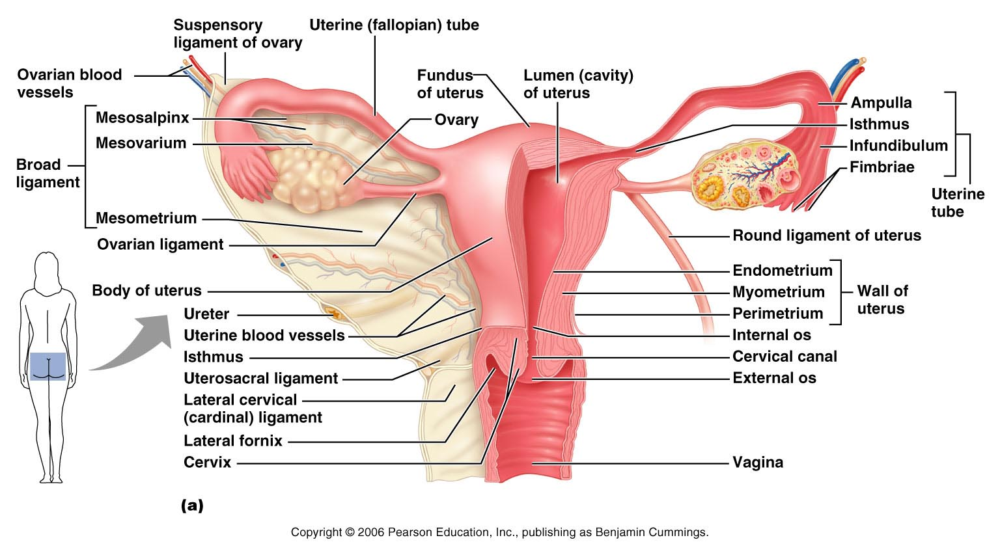 Suspensory
ligament of ovary
Uterine (fallopian) tube
Ovarian blood
vessels
Fundus
of uterus
Lumen (cavity)
of uterus
Mesosalpinx
Ovary
Mesovarium
Broad
ligament
Mesometrium
Ovarian ligament
Body of uterus
Ureter
Uterine blood vessels
Isthmus
Uterosacral ligament
Lateral cervical
(cardinal) ligament
Lateral fornix
Cervix
Ampulla
Isthmus
Infundibulum
Fimbriae
Uterine
tube
Round ligament of uterus
Endometrium
Myometrium
Perimetrium
Wall of
uterus
Internal os
Cervical canal
External os
Vagina
(a)
Copyright © 2006 Pearson Education, Inc., publishing as Benjamin Cummings.